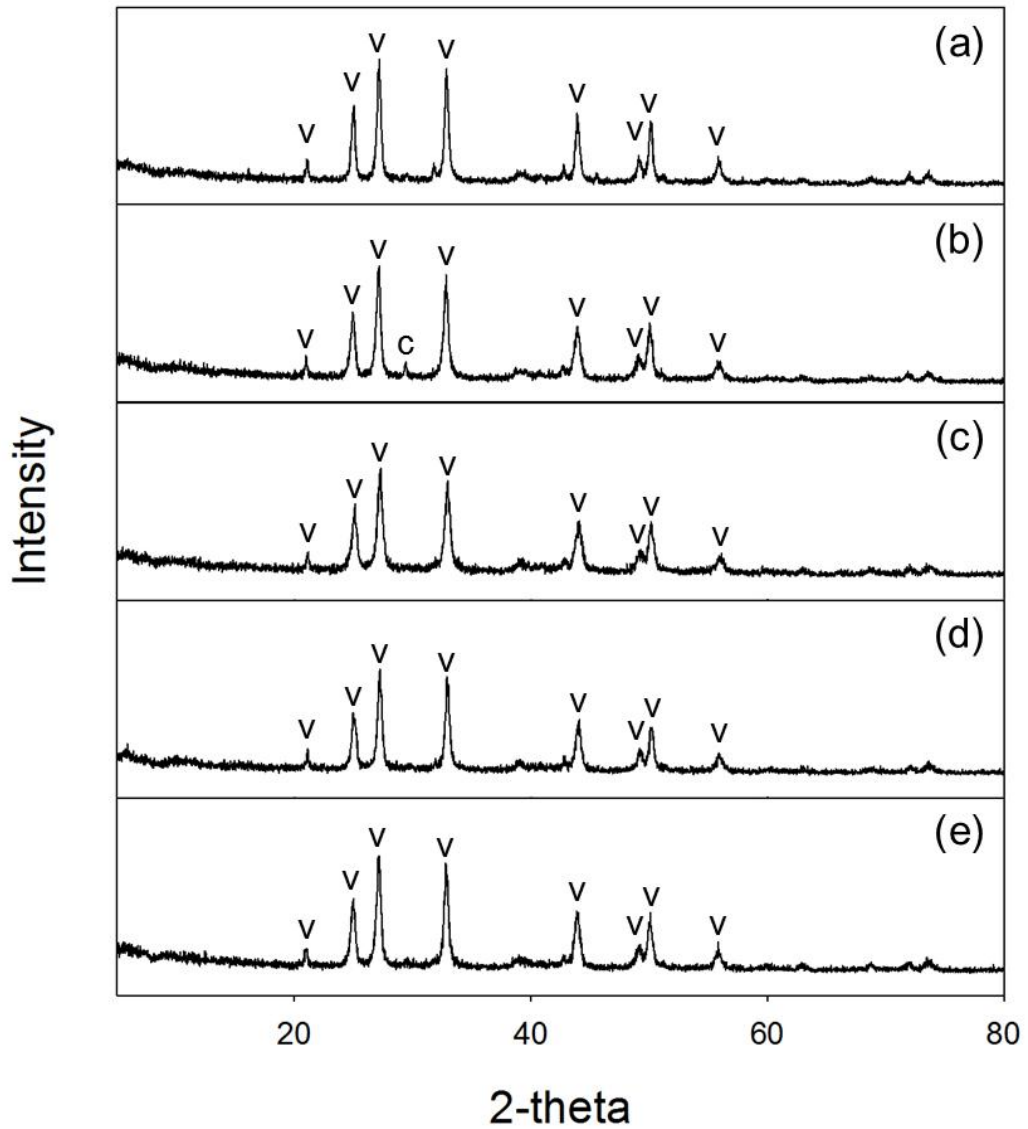 (a)
V V V V V V V V
(b)
V V V c V V V V V
(c)
V V V V V V V V
(d)
V V V V V V V V
(e)
V V V V V V V V
Intensity
20 40 60 80
2-theta